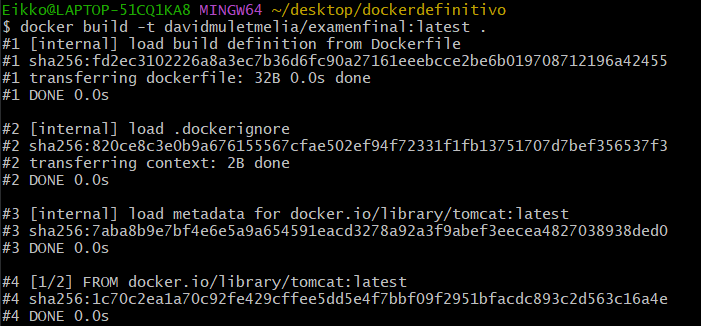 Eikko@LAPTOP-51CQ1KA8 MINGW64 ~/desktop/dockerdefinitivo
$ docker build -t davidmuletmelia/examenfinal:latest .
#1 [internal] load build definition from Dockerfile
#1 sha256:fd2ec3102226a8a3ec7b36d6fc90a27161eeebcce2be6b019708712196a42455
#1 transferring dockerfile: 32B 0.0s done
#1 DONE 0.0s

#2 [internal] load .dockerignore
#2 sha256:820ce8c3e0b9a676155567cfae502ef94f72331f1fb13751707d7bef356537f3
#2 transferring context: 2B done
#2 DONE 0.0s

#3 [internal] load metadata for docker.io/library/tomcat:latest
#3 sha256:7aba8b9e7bf4e6e5a9a654591eacd3278a92a3f9abef3eecea4827038938ded0
#3 DONE 0.0s

#4 [1/2] FROM docker.io/library/tomcat:latest
#4 sha256:1c70c2ea1a70c92fe429cffee5dd5e4f7bbf09f2951bfacdc893c2d563c16a4e
#4 DONE 0.0s